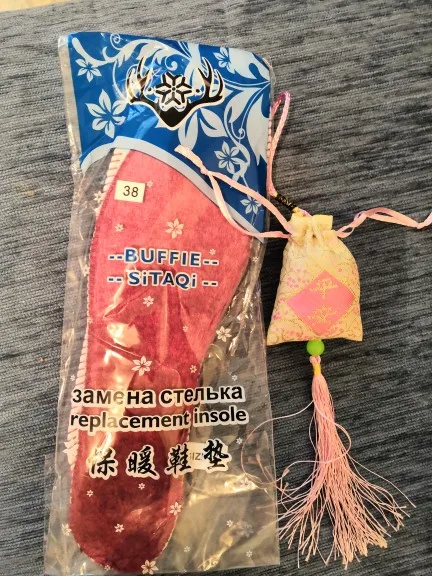 38
--BUFFIE--
-- SiTAQi --
замена стелька
replacement insole
保暖鞋垫